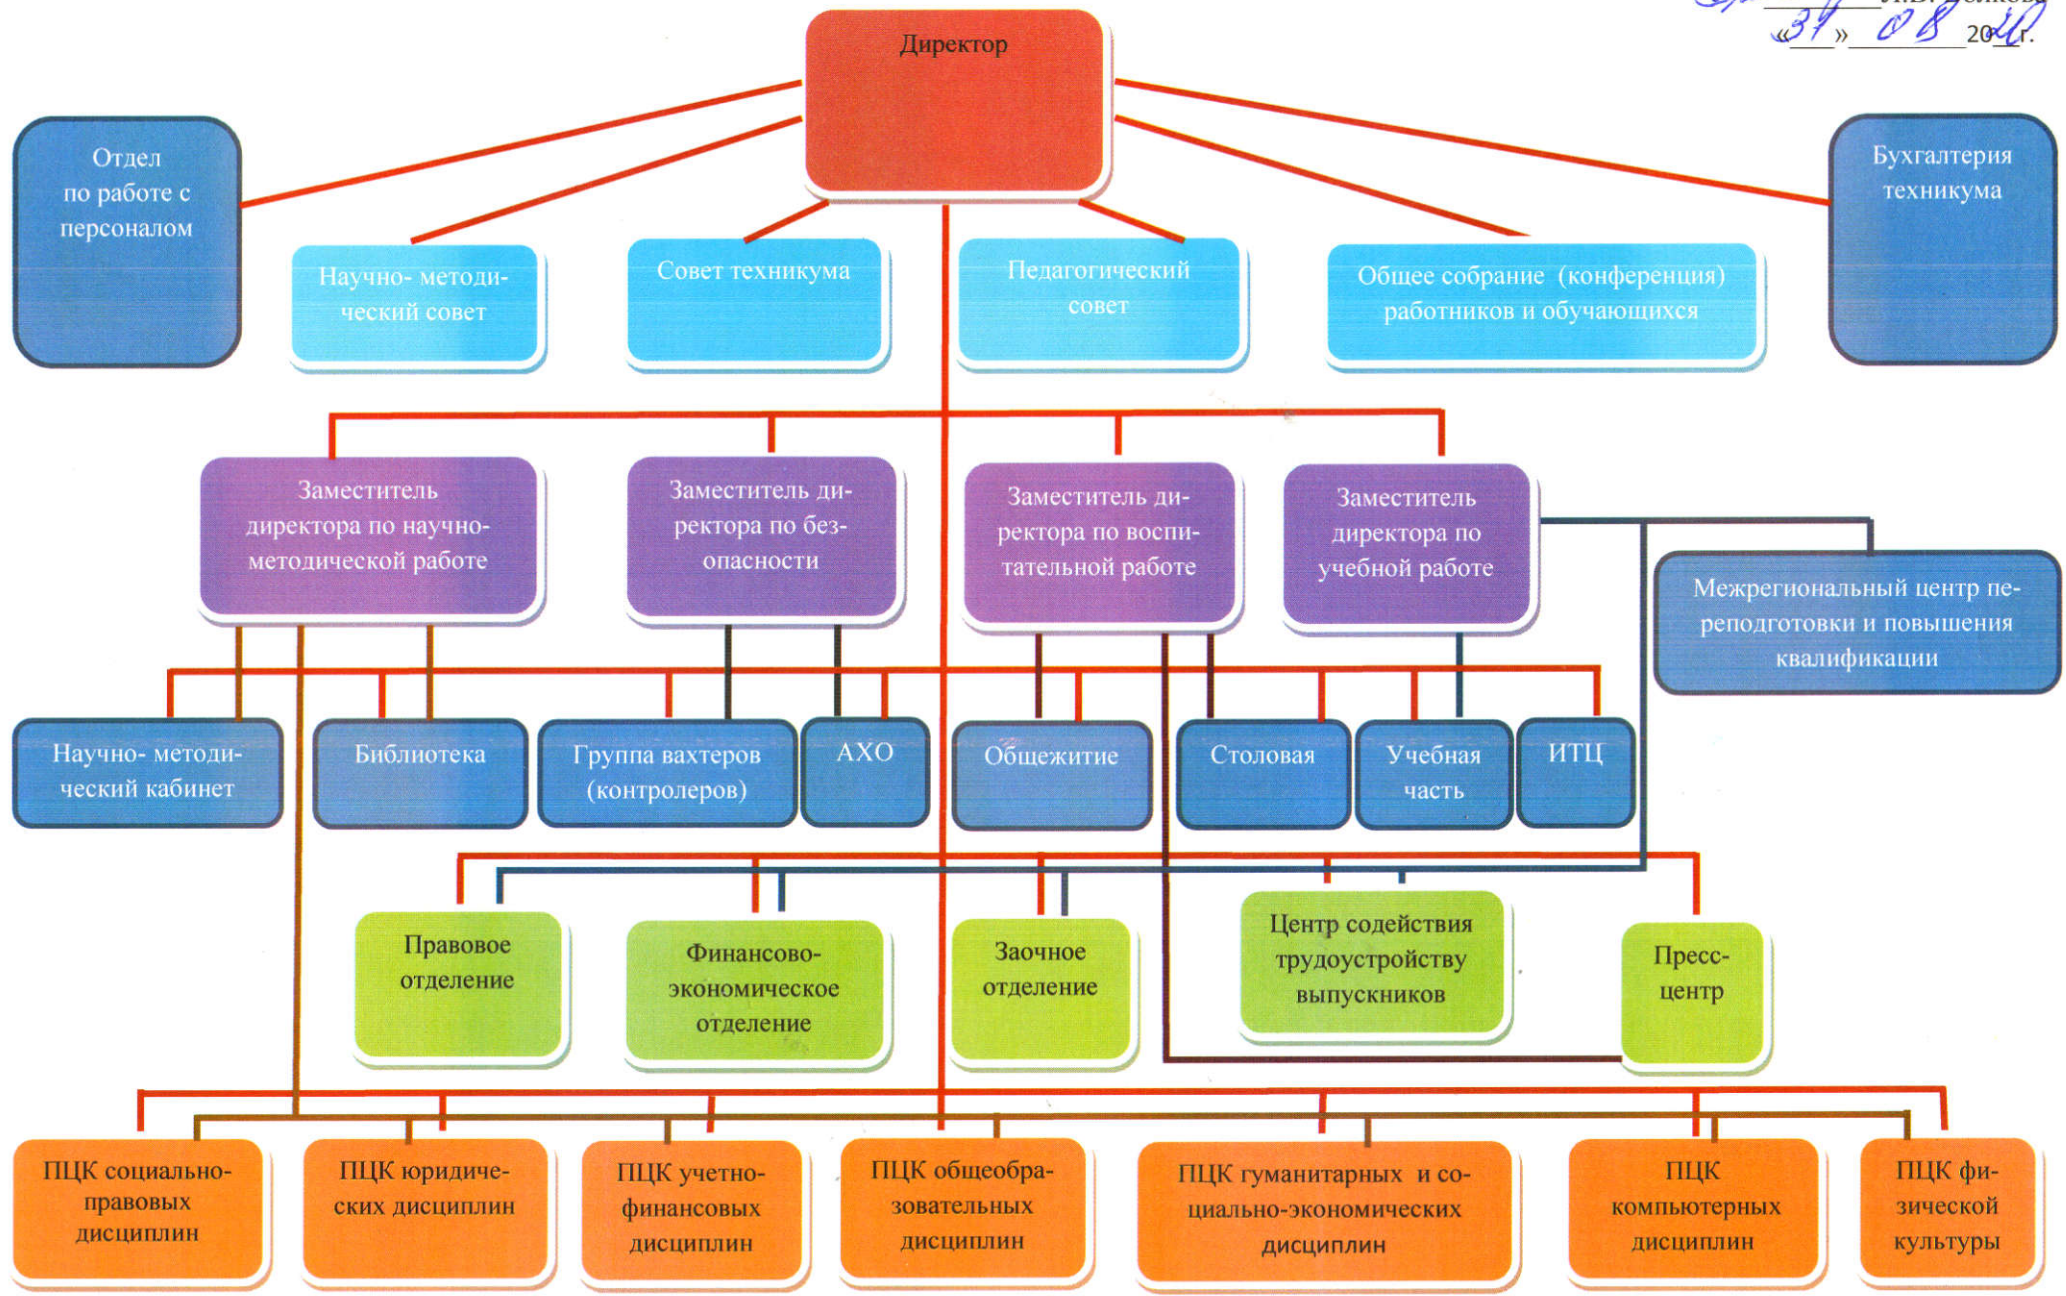 Л.В. Волкова
«31» 08 2020 г.
Директор
Отдел
по работе с
персоналом
Бухгалтерия
техникума
Научно- методи-
ческий совет
Совет техникума
Педагогический
совет
Общее собрание (конференция)
работников и обучающихся
Заместитель
директора по научно-
методической работе
Заместитель ди-
ректора по без-
опасности
Заместитель ди-
ректора по воспи-
тательной работе
Заместитель
директора по
учебной работе
Межрегиональный центр пе-
реподготовки и повышения
квалификации
Научно- методи-
ческий кабинет
Библиотека
Группа вахтеров
(контролеров)
АХО
Общежитие
Столовая
Учебная
часть
ИТЦ
Правовое
отделение
Финансово-
экономическое
отделение
Заочное
отделение
Центр содействия
трудоустройству
выпускников
Пресс-
центр
ПЦК социально-
правовых
дисциплин
ПЦК юридиче-
ских дисциплин
ПЦК учетно-
финансовых
дисциплин
ПЦК общеобра-
зовательных
дисциплин
ПЦК гуманитарных и со-
циально-экономических
дисциплин
ПЦК
компьютерных
дисциплин
ПЦК фи-
зической
культуры